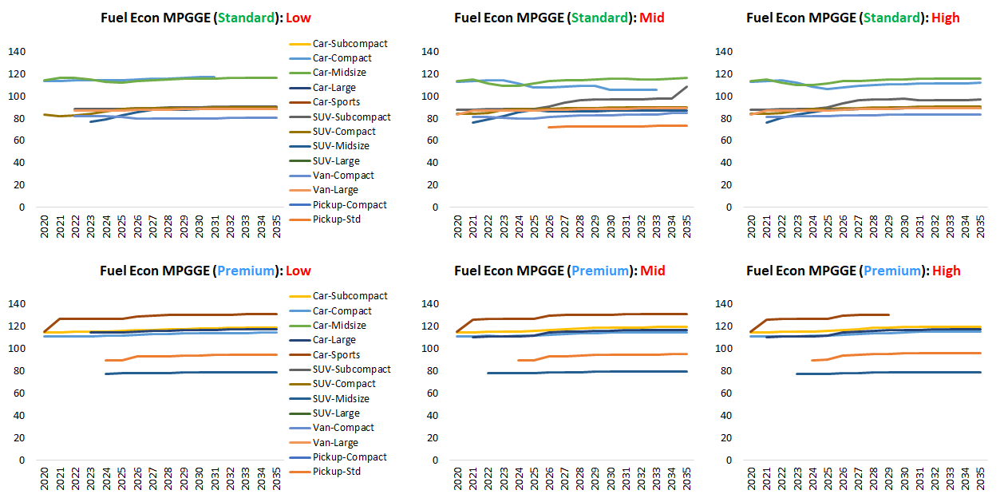 Fuel Econ MPGGE (Standard): Low
140
120
100
80
60
40
20
0
2020 2021 2022 2023 2024 2025 2026 2027 2028 2029 2030 2031 2032 2033 2034 2035
Car-Subcompact
Car-Compact
Car-Midsize
Car-Large
Car-Sports
SUV-Subcompact
SUV-Compact
SUV-Midsize
SUV-Large
Van-Compact
Van-Large
Pickup-Compact
Pickup-Std
Fuel Econ MPGGE (Standard): Mid
140
120
100
80
60
40
20
0
2020 2021 2022 2023 2024 2025 2026 2027 2028 2029 2030 2031 2032 2033 2034 2035
Fuel Econ MPGGE (Standard): High
140
120
100
80
60
40
20
0
2020 2021 2022 2023 2024 2025 2026 2027 2028 2029 2030 2031 2032 2033 2034 2035
Fuel Econ MPGGE (Premium): Low
140
120
100
80
60
40
20
0
2020 2021 2022 2023 2024 2025 2026 2027 2028 2029 2030 2031 2032 2033 2034 2035
Car-Subcompact
Car-Compact
Car-Midsize
Car-Large
Car-Sports
SUV-Subcompact
SUV-Compact
SUV-Midsize
SUV-Large
Van-Compact
Van-Large
Pickup-Compact
Pickup-Std
Fuel Econ MPGGE (Premium): Mid
140
120
100
80
60
40
20
0
2020 2021 2022 2023 2024 2025 2026 2027 2028 2029 2030 2031 2032 2033 2034 2035
Fuel Econ MPGGE (Premium): High
140
120
100
80
60
40
20
0
2020 2021 2022 2023 2024 2025 2026 2027 2028 2029 2030 2031 2032 2033 2034 2035